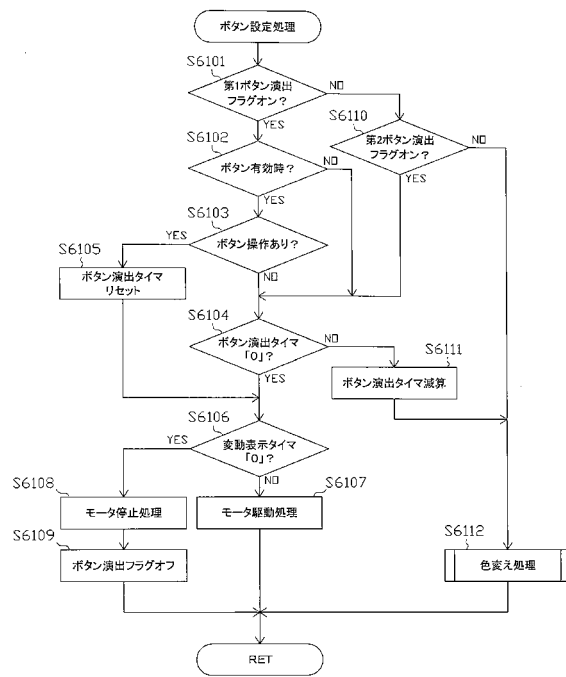 ボタン設定処理
S6101
第1ボタン演出
フラグオン？
NO
YES
S6110
第2ボタン演出
フラグオン？
NO
YES
S6102
ボタン有効時？
NO
YES
S6103
ボタン操作あり？
YES
NO
S6105
ボタン演出タイマ
リセット
S6104
ボタン演出タイマ
「0」？
NO
YES
S6111
ボタン演出タイマ減算
S6106
変動表示タイマ
「0」？
YES
NO
S6108
モータ停止処理
S6107
モータ駆動処理
S6109
ボタン演出フラグオフ
S6112
色変え処理
RET